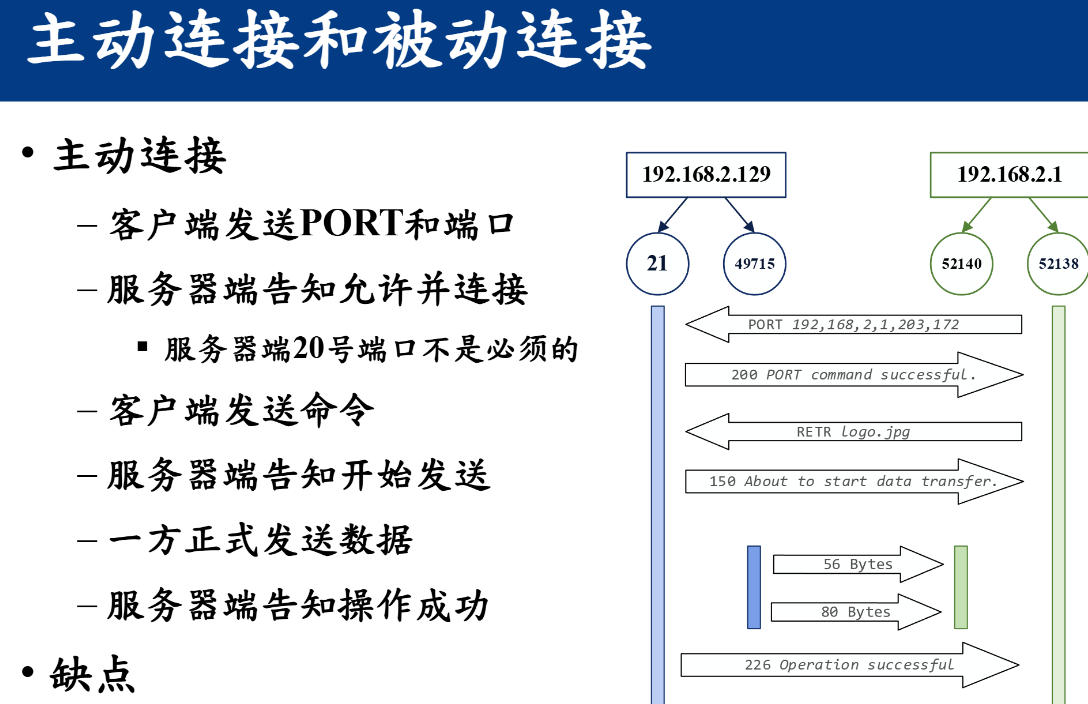 主动连接和被动连接
• 主动连接
– 客户端发送PORT和端口
– 服务器端告知允许并连接
▪ 服务器端20号端口不是必须的
– 客户端发送命令
– 服务器端告知开始发送
– 一方正式发送数据
– 服务器端告知操作成功
• 缺点
192.168.2.129
192.168.2.1
21
49715
52140
52138
PORT 192,168,2,1,203,172
200 PORT command successful.
RETR logo.jpg
150 About to start data transfer.
56 Bytes
80 Bytes
226 Operation successful